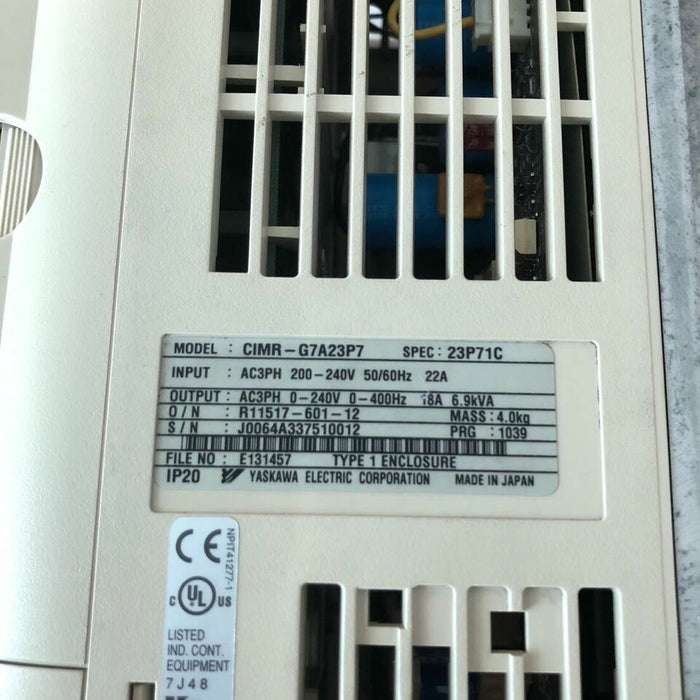 MODEL : CIMR-G7A23P7 SPEC : 23P71C
INPUT : AC3PH 200-240V 50/60Hz 22A
OUTPUT : AC3PH 0-240V 0-400Hz 18A 6.9kVA
O/N : R11517-601-12 MASS : 4.0kg
S/N : J0064A337510012 PRG : 1039
FILE NO : E131457 TYPE 1 ENCLOSURE
IP20 YASKAWA ELECTRIC CORPORATION MADE IN JAPAN
CE
NPIT41277-1
C UL US
LISTED
IND. CONT.
EQUIPMENT
7J48